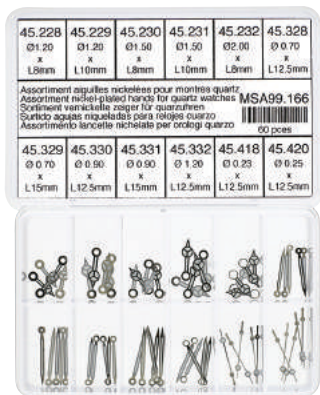 45.228 45.229 45.230 45.231 45.232 45.328
Ø1.20 Ø1.20 Ø1.50 Ø1.50 Ø2.00 Ø 0.70
x x x x x x
L8mm L10mm L8mm L10mm L8mm L12.5mm
Assortiment aiguilles nickelées pour montres quartz
Assortment nickel-plated hands for quartz watches MSA99.166
Sortiment vernickelte zeiger für quarzuhren
Surtido agujas niqueladas para relojes cuarzo
Assortimento lancette nichelate per orologi quarzo 60 pces
45.329 45.330 45.331 45.332 45.418 45.420
Ø 0.70 Ø 0.90 Ø 0.90 Ø 1.20 Ø 0.23 Ø 0.25
x x x x x x
L15mm L12.5mm L15mm L12.5mm L12.5mm L12.5mm